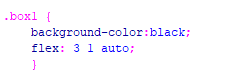 .box1 {
background-color:black;
flex: 3 1 auto;
}